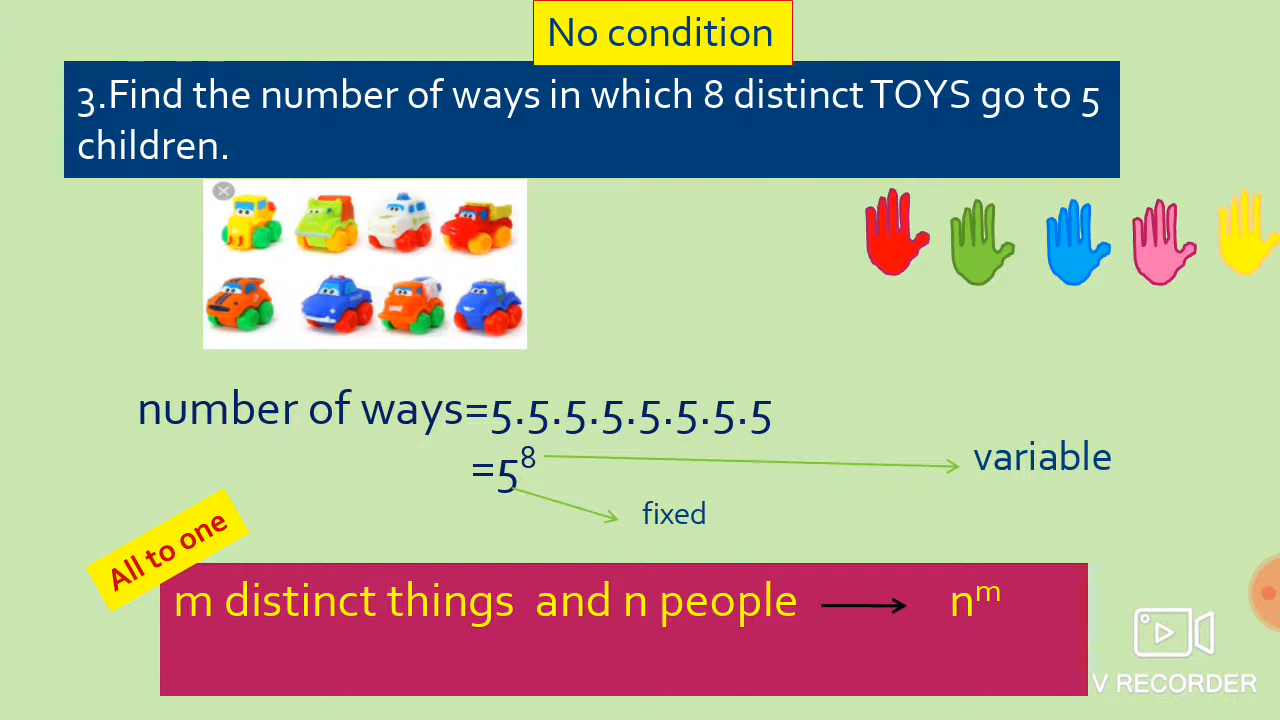 No condition
3.Find the number of ways in which 8 distinct TOYS go to 5
children.
number of ways=5.5.5.5.5.5.5.5
=5⁸
variable
fixed
All to one
m distinct things and n people ⟶ nᵐ
V RECORDER